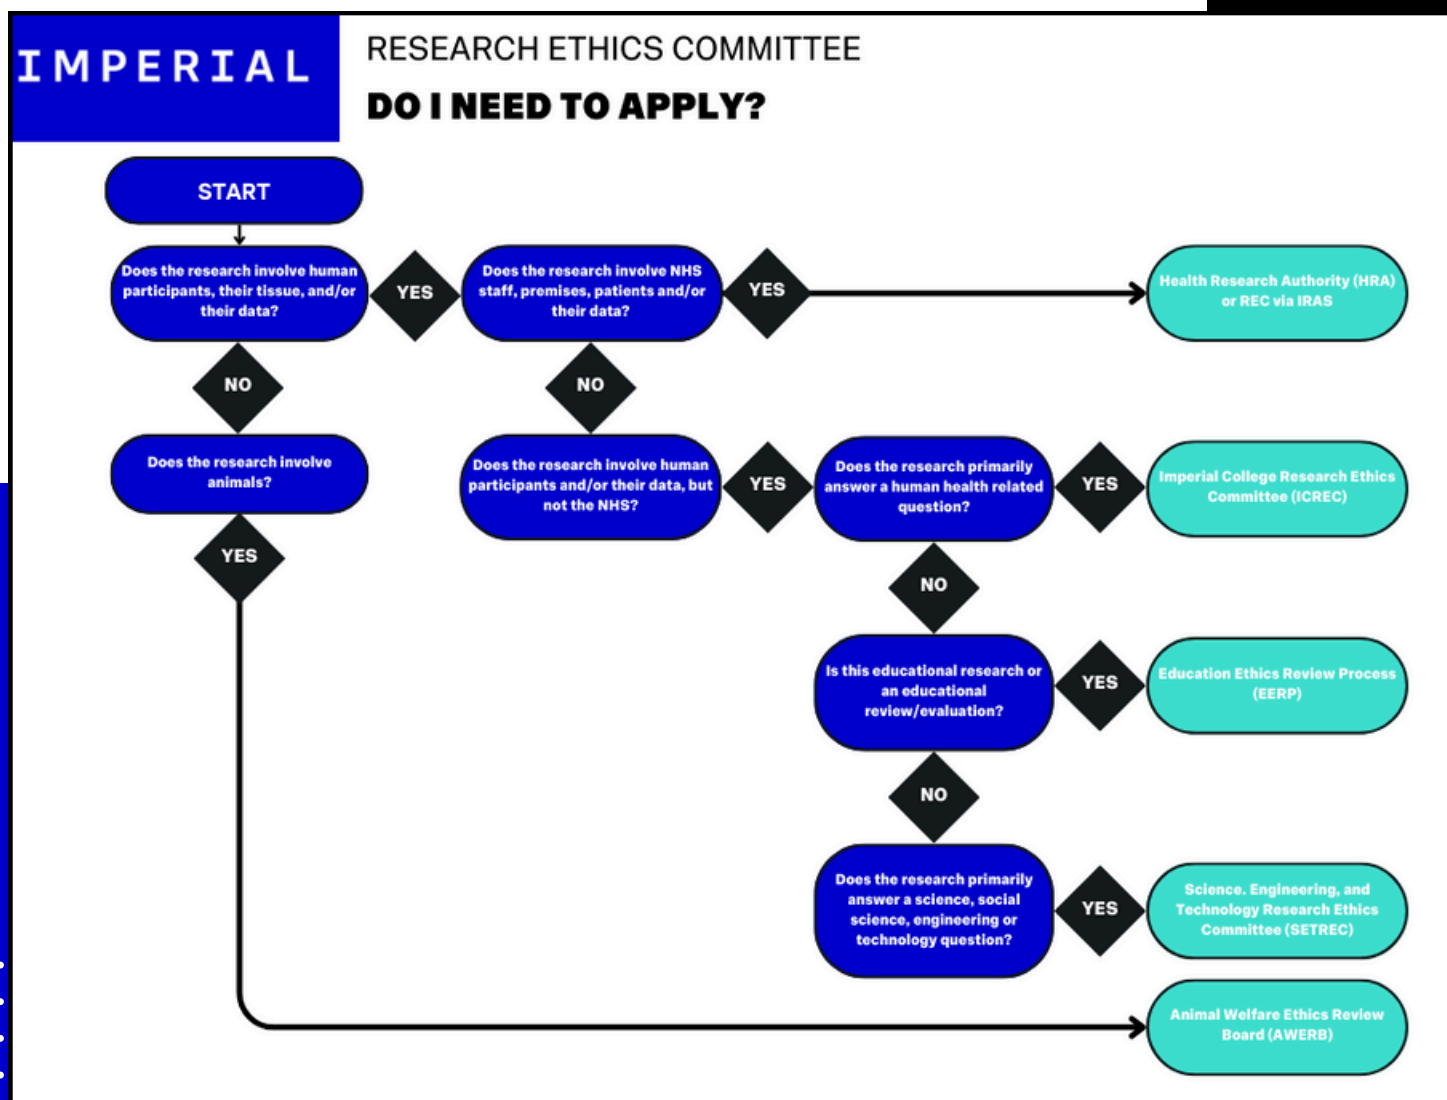 IMPERIAL
RESEARCH ETHICS COMMITTEE
DO I NEED TO APPLY?
START
Does the research involve human
participants, their tissue, and/or
their data?
YES
Does the research involve NHS
staff, premises, patients and/or
their data?
YES
Health Research Authority (HRA)
or REC via IRAS
NO
NO
Does the research involve
animals?
Does the research involve human
participants and/or their data, but
not the NHS?
YES
Does the research primarily
answer a human health related
question?
YES
Imperial College Research Ethics
Committee (ICREC)
YES
NO
Is this educational research or
an educational
review/evaluation?
YES
Education Ethics Review Process
(EERP)
NO
Does the research primarily
answer a science, social
science, engineering or
technology question?
YES
Science. Engineering, and
Technology Research Ethics
Committee (SETREC)
Animal Welfare Ethics Review
Board (AWERB)